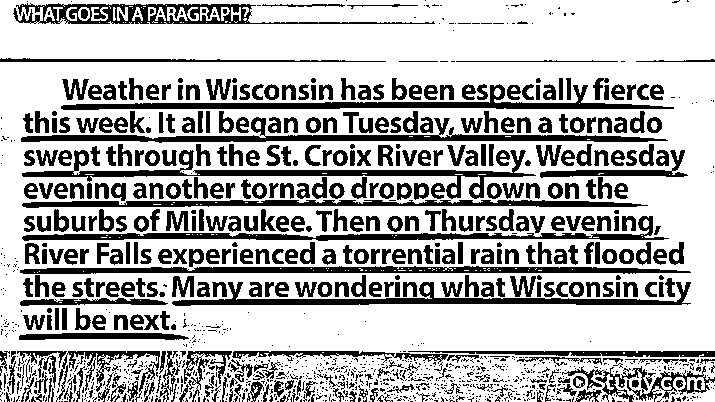 WHAT GOES IN A PARAGRAPH?
Weather in Wisconsin has been especially fierce
this week. It all began on Tuesday, when a tornado
swept through the St. Croix River Valley. Wednesday
evening another tornado dropped down on the
suburbs of Milwaukee. Then on Thursday evening,
River Falls experienced a torrential rain that flooded
the streets. Many are wondering what Wisconsin city
will be next.
Study.com